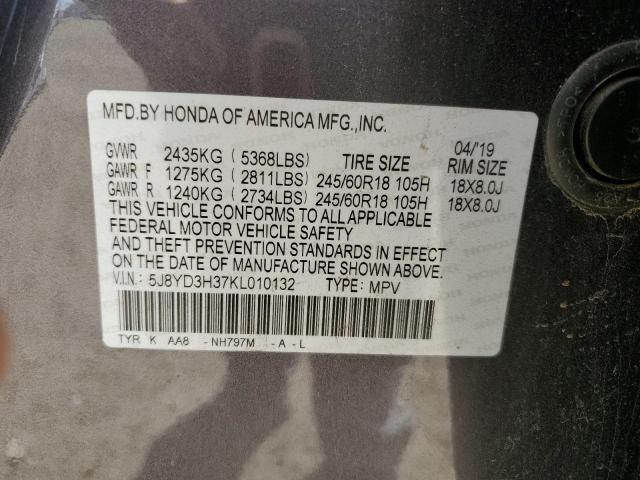 MFD.BY HONDA OF AMERICA MFG.,INC.
04/'19
GVWR 2435KG ( 5368LBS) TIRE SIZE RIM SIZE
GAWR F 1275KG ( 2811LBS) 245/60R18 105H 18X8.0J
GAWR R 1240KG ( 2734LBS) 245/60R18 105H 18X8.0J
THIS VEHICLE CONFORMS TO ALL APPLICABLE
FEDERAL MOTOR VEHICLE SAFETY
AND THEFT PREVENTION STANDARDS IN EFFECT
ON THE DATE OF MANUFACTURE SHOWN ABOVE.
V.I.N.: 5J8YD3H37KL010132 TYPE: MPV
TYR K AA8 -NH797M -A-L